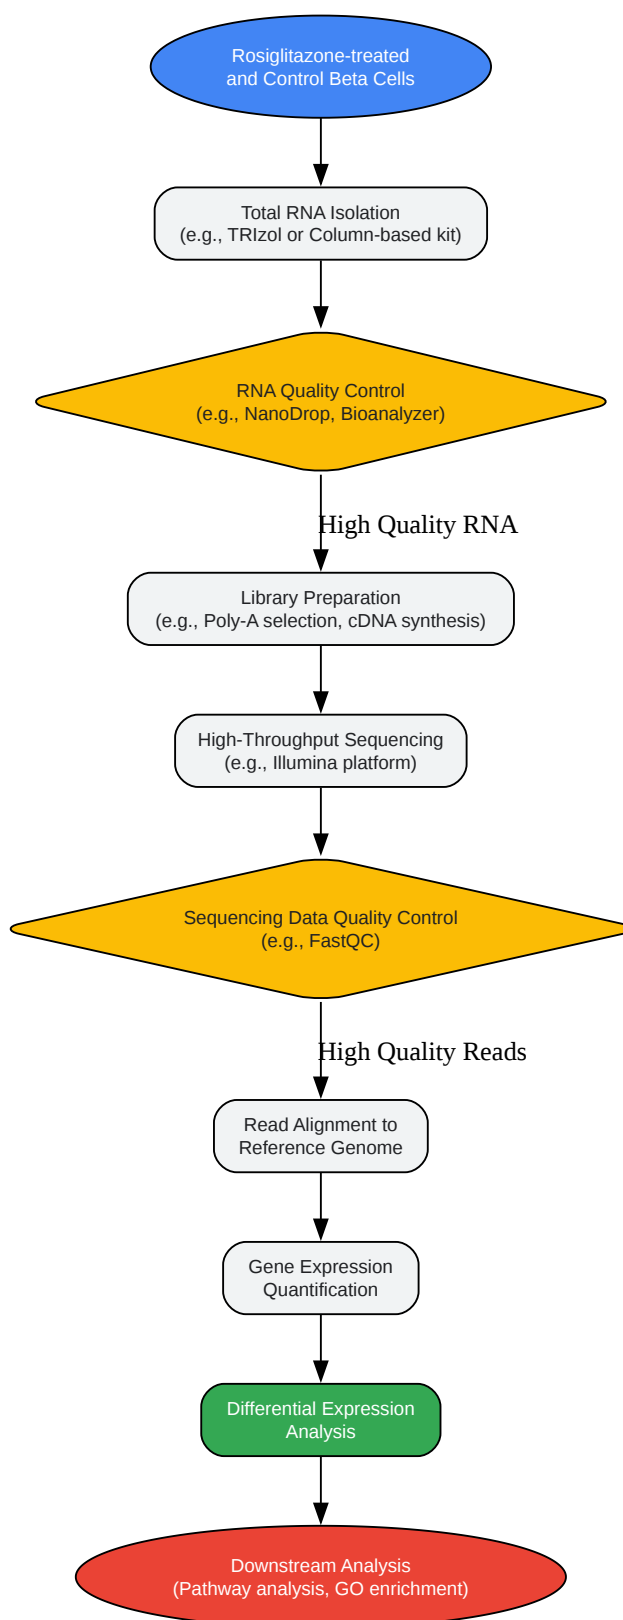 Rosiglitazone-treated
and Control Beta Cells
Total RNA Isolation
(e.g., TRIzol or Column-based kit)
RNA Quality Control
(e.g., NanoDrop, Bioanalyzer)
High Quality RNA
Library Preparation
(e.g., Poly-A selection, cDNA synthesis)
High-Throughput Sequencing
(e.g., Illumina platform)
Sequencing Data Quality Control
(e.g., FastQC)
High Quality Reads
Read Alignment to
Reference Genome
Gene Expression
Quantification
Differential Expression
Analysis
Downstream Analysis
(Pathway analysis, GO enrichment)